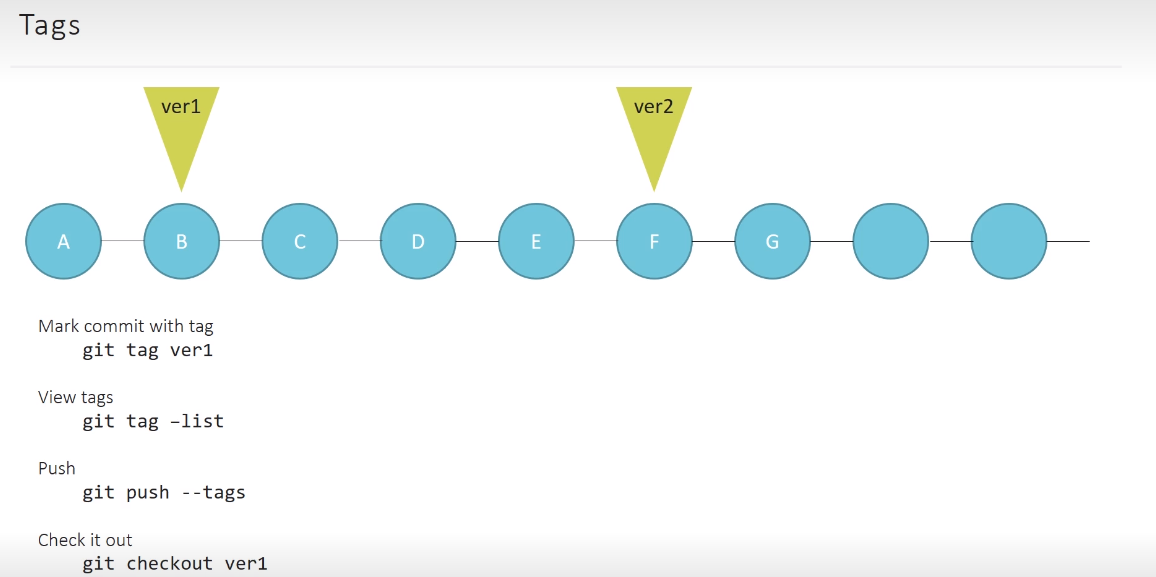 Tags
ver1
ver2
A
B
C
D
E
F
G
Mark commit with tag
git tag ver1
View tags
git tag –list
Push
git push --tags
Check it out
git checkout ver1